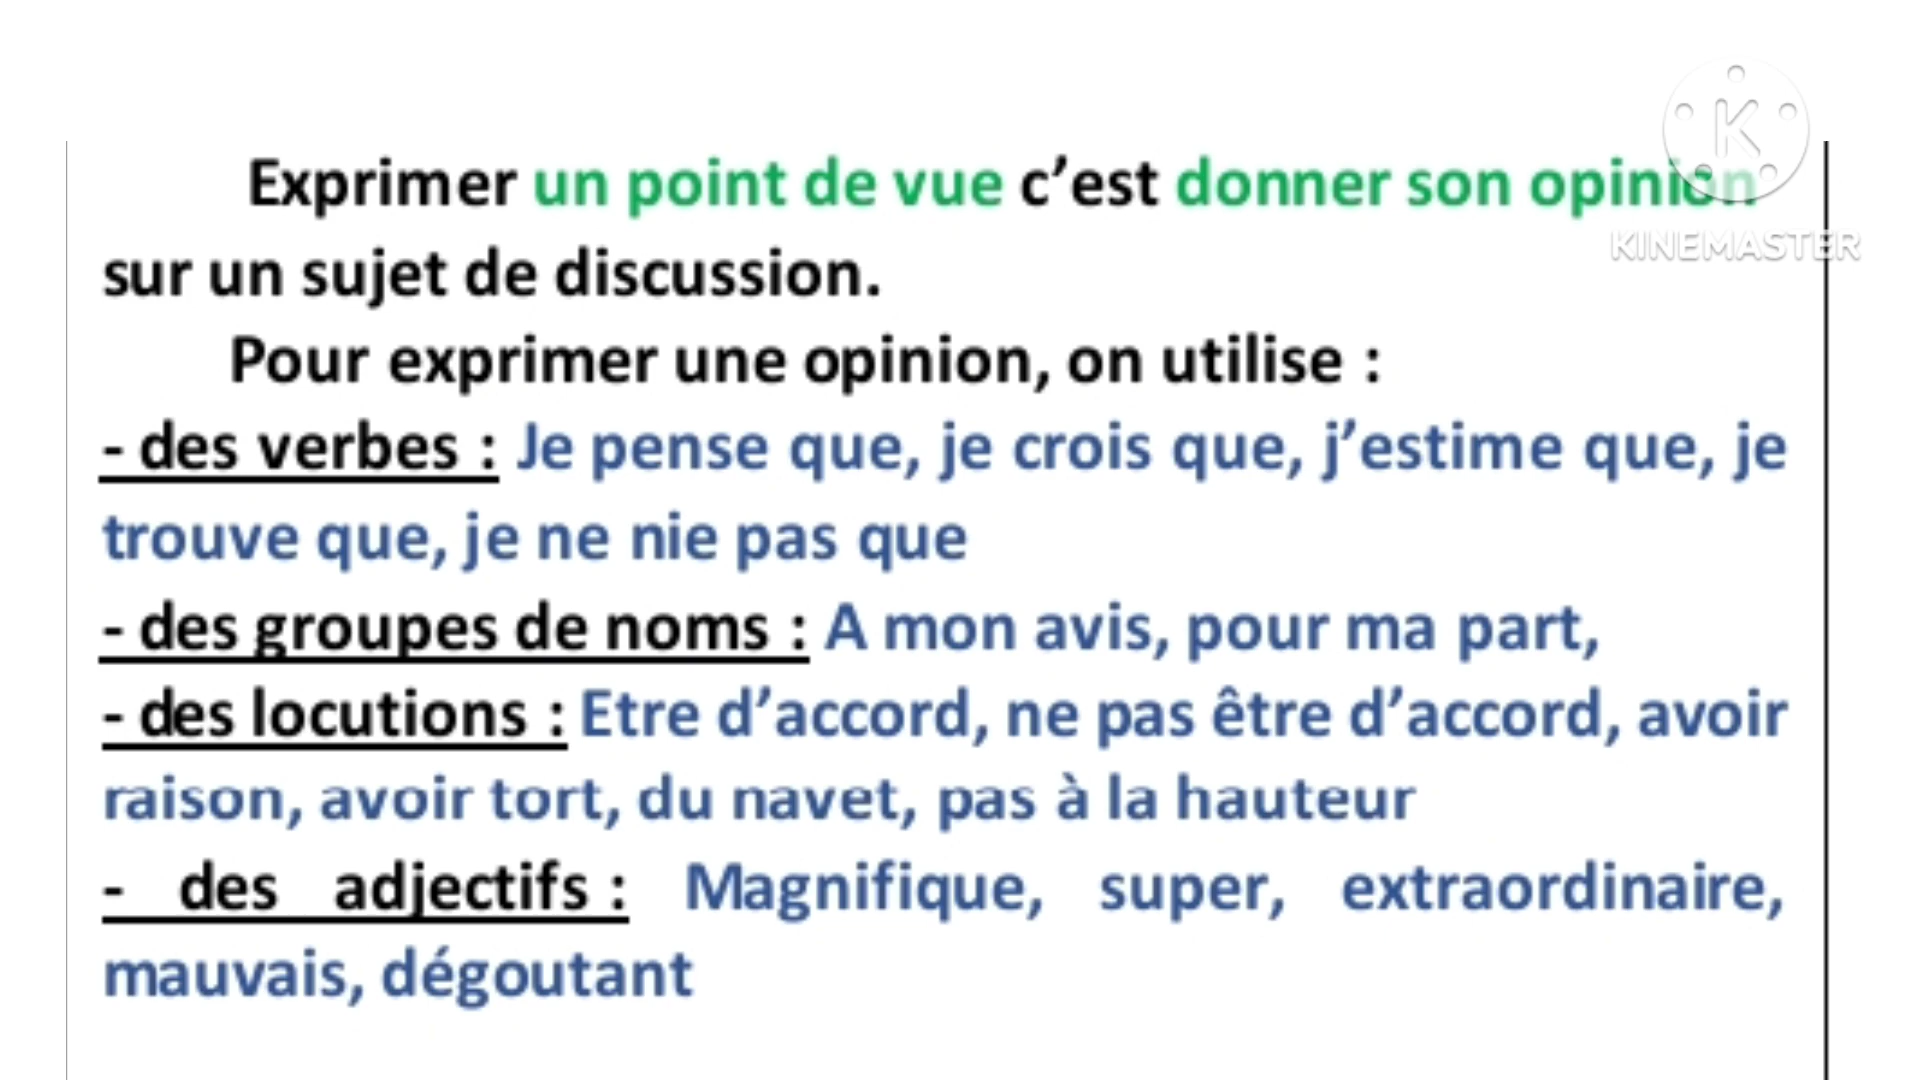 Exprimer un point de vue c’est donner son opinion
K
KINEMASTER
sur un sujet de discussion.
Pour exprimer une opinion, on utilise :
- des verbes : Je pense que, je crois que, j’estime que, je
trouve que, je ne nie pas que
- des groupes de noms : A mon avis, pour ma part,
- des locutions : Etre d’accord, ne pas être d’accord, avoir
raison, avoir tort, du navet, pas à la hauteur
- des adjectifs : Magnifique, super, extraordinaire,
mauvais, dégoutant